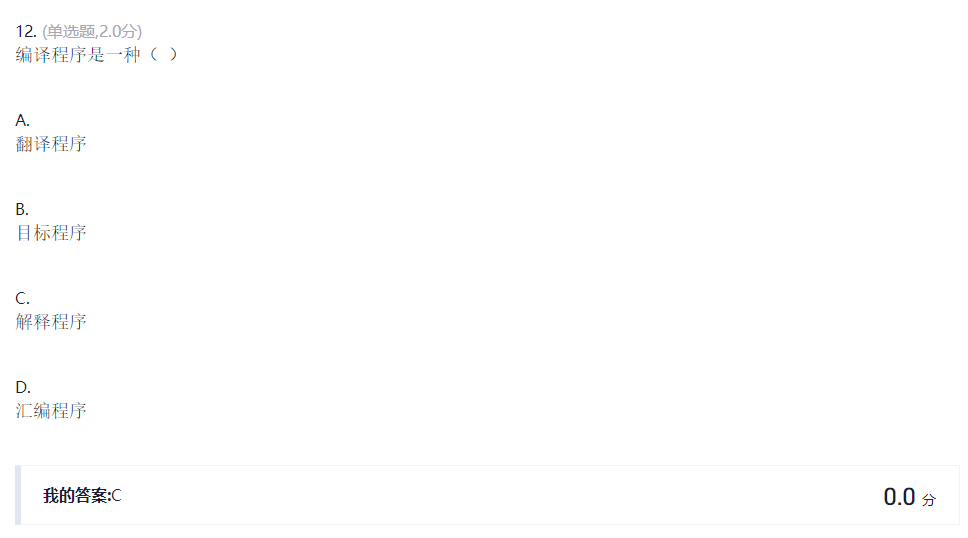 12. (单选题,2.0分)
编译程序是一种（ ）
A.
翻译程序
B.
目标程序
C.
解释程序
D.
汇编程序
我的答案:C
0.0 分